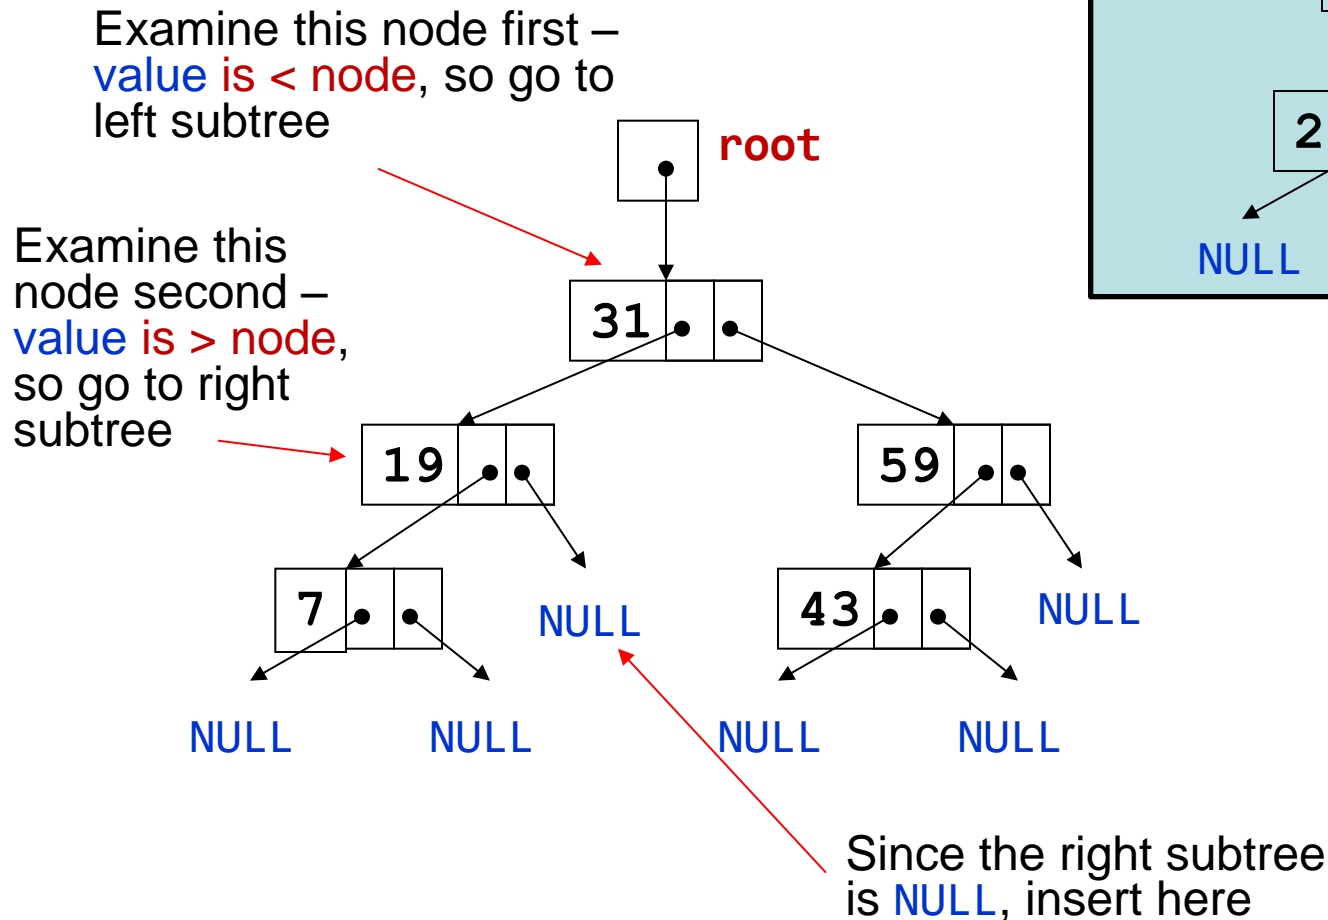 Examine this node first –
value is < node, so go to
left subtree
root
2
NULL
Examine this
node second –
value is > node,
so go to right
subtree
31
19
59
7
NULL
43
NULL
NULL
NULL
NULL
NULL
Since the right subtree
is NULL, insert here